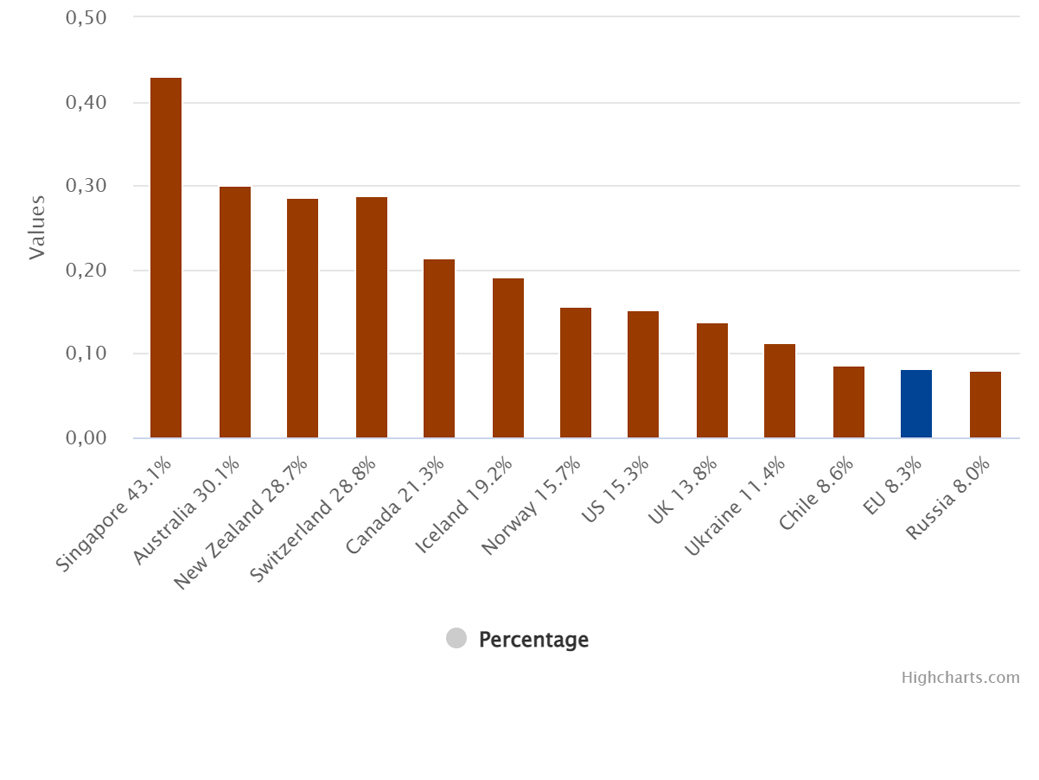 0,50
0,40
0,30
0,20
0,10
0,00
Values
Singapore 43.1%
Australia 30.1%
New Zealand 28.7%
Switzerland 28.8%
Canada 21.3%
Iceland 19.2%
Norway 15.7%
US 15.3%
UK 13.8%
Ukraine 11.4%
Chile 8.6%
EU 8.3%
Russia 8.0%
Percentage
Highcharts.com